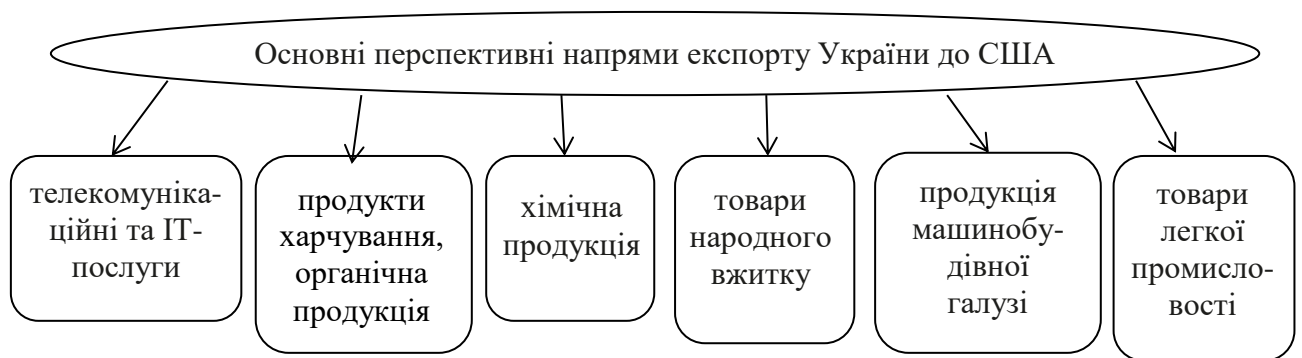 Основні перспективні напрями експорту України до США
телекомуніка-
ційні та ІТ-
послуги
продукти
харчування,
органічна
продукція
хімічна
продукція
товари
народного
вжитку
продукція
машинобу-
дівної
галузі
товари
легкої
промисло-
вості